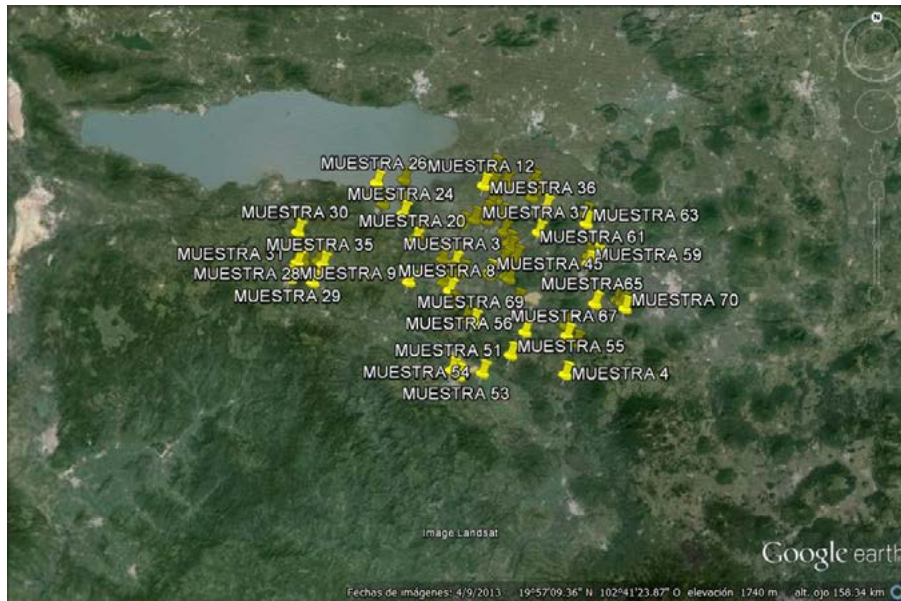 N
MUESTRA 26
MUESTRA 12
MUESTRA 24
MUESTRA 36
MUESTRA 30
MUESTRA 20
MUESTRA 37
MUESTRA 63
MUESTRA 35
MUESTRA 3
MUESTRA 61
MUESTRA 31
MUESTRA 59
MUESTRA 28
MUESTRA 9
MUESTRA 8
MUESTRA 45
MUESTRA 29
MUESTRA65
MUESTRA 69
MUESTRA 70
MUESTRA 56
MUESTRA 67
MUESTRA 51
MUESTRA 55
MUESTRA 54
MUESTRA 4
MUESTRA 53
Image Landsat
Google earth
Fechas de imágenes: 4/9/2013 19°57'09.36" N 102°41'23.87" O elevación 1740 m alt. ojo 158.34 km